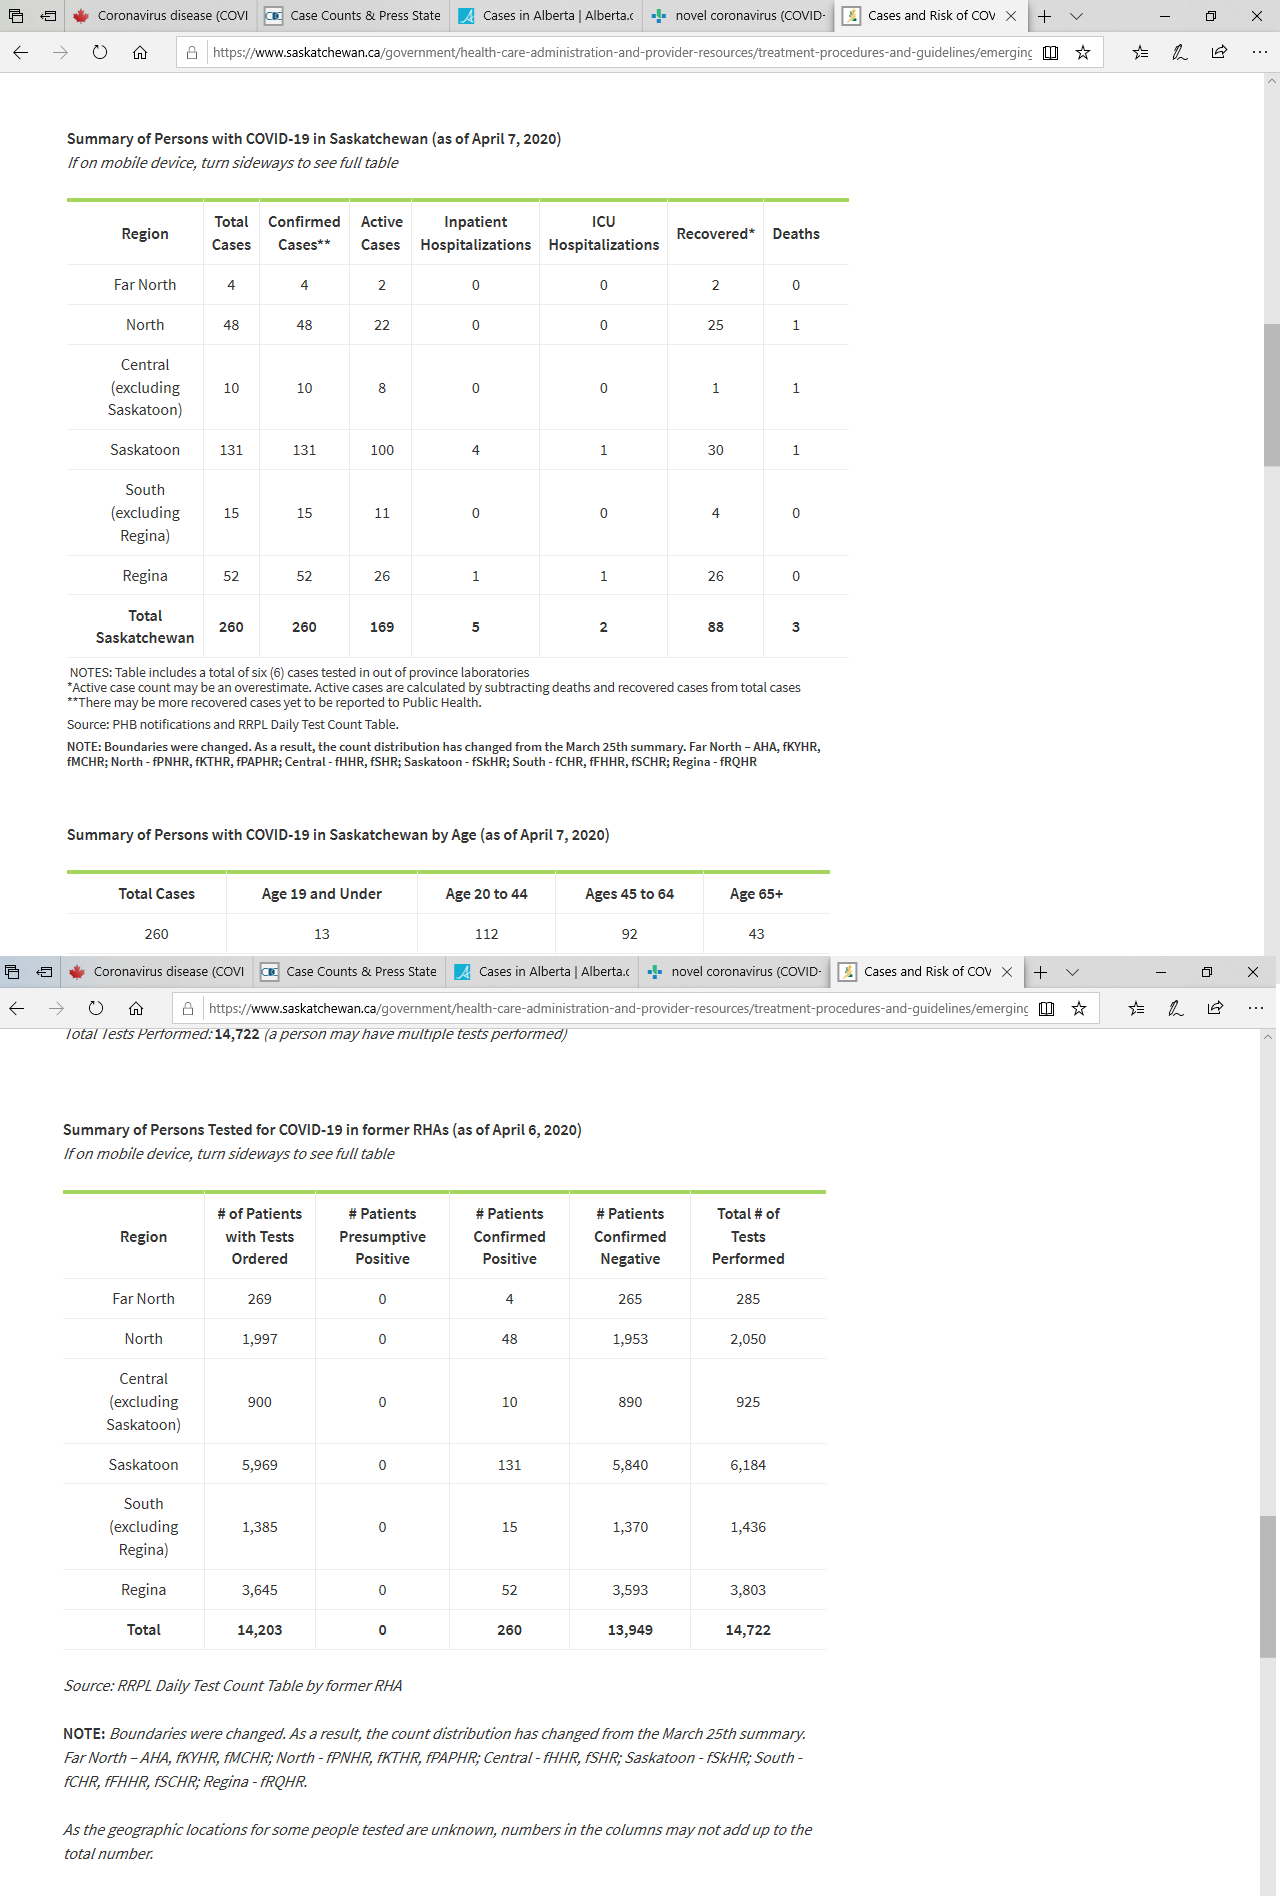 Coronavirus disease (COVI
Case Counts & Press State
Cases in Alberta | Alberta.c
novel coronavirus (COVID-
Cases and Risk of COV
https://www.saskatchewan.ca/government/health-care-administration-and-provider-resources/treatment-procedures-and-guidelines/emerging
Summary of Persons with COVID-19 in Saskatchewan (as of April 7, 2020)
If on mobile device, turn sideways to see full table
Region Total Cases Confirmed Cases** Active Cases Inpatient Hospitalizations ICU Hospitalizations Recovered* Deaths
Far North 4 4 2 0 0 2 0
North 48 48 22 0 0 25 1
Central (excluding Saskatoon) 10 10 8 0 0 1 1
Saskatoon 131 131 100 4 1 30 1
South (excluding Regina) 15 15 11 0 0 4 0
Regina 52 52 26 1 1 26 0
Total Saskatchewan 260 260 169 5 2 88 3
NOTES: Table includes a total of six (6) cases tested in out of province laboratories
*Active case count may be an overestimate. Active cases are calculated by subtracting deaths and recovered cases from total cases
**There may be more recovered cases yet to be reported to Public Health.
Source: PHB notifications and RRPL Daily Test Count Table.
NOTE: Boundaries were changed. As a result, the count distribution has changed from the March 25th summary. Far North – AHA, fKYHR,
fMCHR; North - fPNHR, fKTHR, fPAPHR; Central - fHHR, fSHR; Saskatoon - fSkHR; South - fCHR, fFHHR, fSCHR; Regina - fRQHR
Summary of Persons with COVID-19 in Saskatchewan by Age (as of April 7, 2020)
Total Cases Age 19 and Under Age 20 to 44 Ages 45 to 64 Age 65+
260 13 112 92 43
Coronavirus disease (COVI
Case Counts & Press State
Cases in Alberta | Alberta.c
novel coronavirus (COVID-
Cases and Risk of COV
https://www.saskatchewan.ca/government/health-care-administration-and-provider-resources/treatment-procedures-and-guidelines/emerging
Total Tests Performed: 14,722 (a person may have multiple tests performed)
Summary of Persons Tested for COVID-19 in former RHAs (as of April 6, 2020)
If on mobile device, turn sideways to see full table
Region # of Patients with Tests Ordered # Patients Presumptive Positive # Patients Confirmed Positive # Patients Confirmed Negative Total # of Tests Performed
Far North 269 0 4 265 285
North 1,997 0 48 1,953 2,050
Central (excluding Saskatoon) 900 0 10 890 925
Saskatoon 5,969 0 131 5,840 6,184
South (excluding Regina) 1,385 0 15 1,370 1,436
Regina 3,645 0 52 3,593 3,803
Total 14,203 0 260 13,949 14,722
Source: RRPL Daily Test Count Table by former RHA
NOTE: Boundaries were changed. As a result, the count distribution has changed from the March 25th summary.
Far North – AHA, fKYHR, fMCHR; North - fPNHR, fKTHR, fPAPHR; Central - fHHR, fSHR; Saskatoon - fSkHR; South -
fCHR, fFHHR, fSCHR; Regina - fRQHR.
As the geographic locations for some people tested are unknown, numbers in the columns may not add up to the
total number.